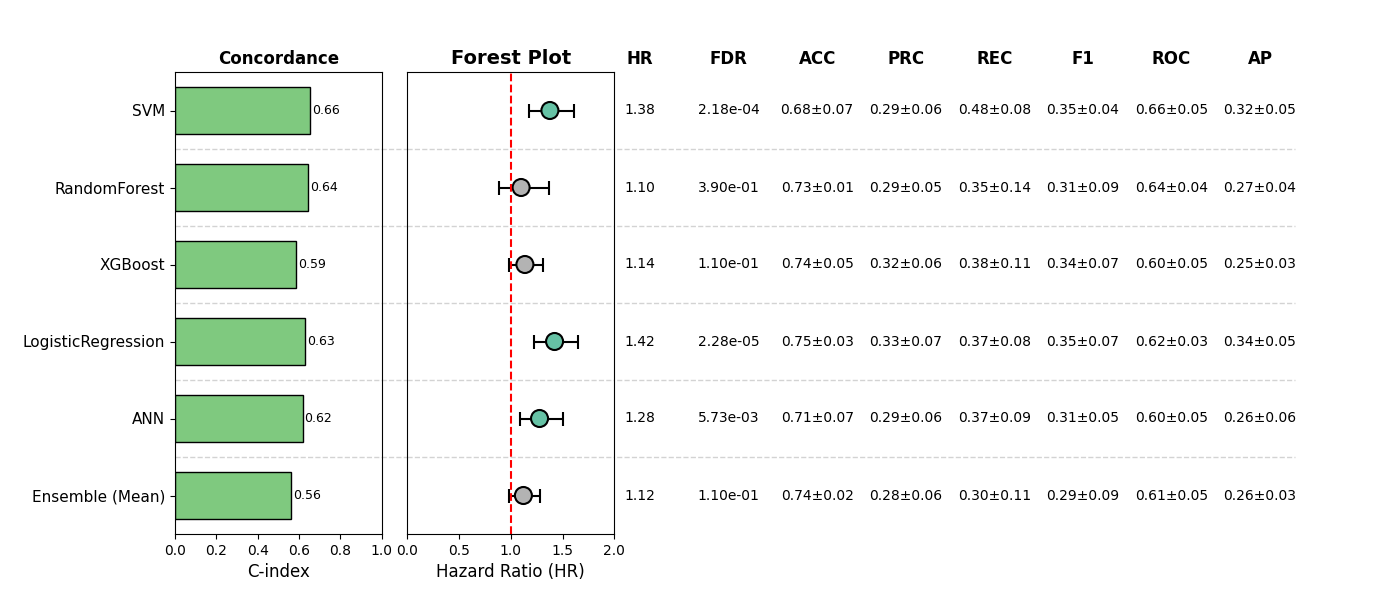 Concordance Forest Plot HR FDR ACC PRC REC F1 ROC AP
SVM 0.66 1.38 2.18e-04 0.68±0.07 0.29±0.06 0.48±0.08 0.35±0.04 0.66±0.05 0.32±0.05
RandomForest 0.64 1.10 3.90e-01 0.73±0.01 0.29±0.05 0.35±0.14 0.31±0.09 0.64±0.04 0.27±0.04
XGBoost 0.59 1.14 1.10e-01 0.74±0.05 0.32±0.06 0.38±0.11 0.34±0.07 0.60±0.05 0.25±0.03
LogisticRegression 0.63 1.42 2.28e-05 0.75±0.03 0.33±0.07 0.37±0.08 0.35±0.07 0.62±0.03 0.34±0.05
ANN 0.62 1.28 5.73e-03 0.71±0.07 0.29±0.06 0.37±0.09 0.31±0.05 0.60±0.05 0.26±0.06
Ensemble (Mean) 0.56 1.12 1.10e-01 0.74±0.02 0.28±0.06 0.30±0.11 0.29±0.09 0.61±0.05 0.26±0.03
0.0 0.2 0.4 0.6 0.8 1.0 0.0 0.5 1.0 1.5 2.0
C-index Hazard Ratio (HR)